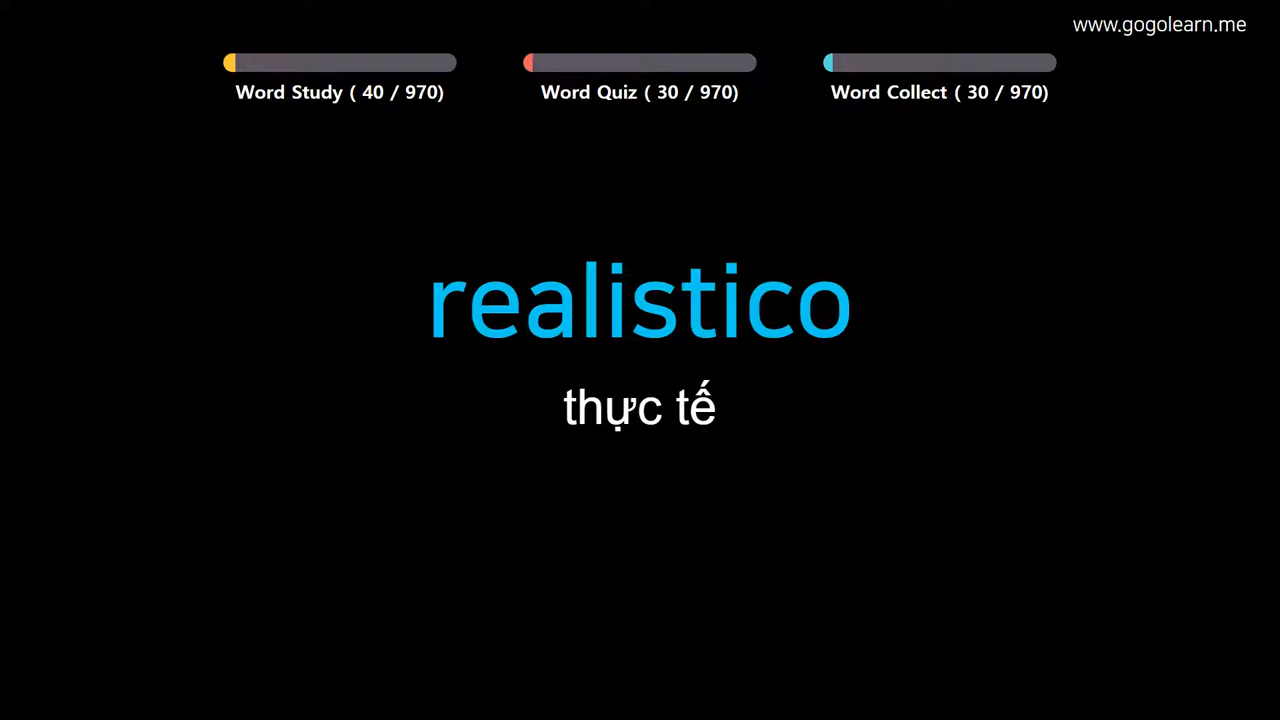 www.gogolearn.me
Word Study ( 40 / 970)
Word Quiz ( 30 / 970)
Word Collect ( 30 / 970)
realistico
thực tế